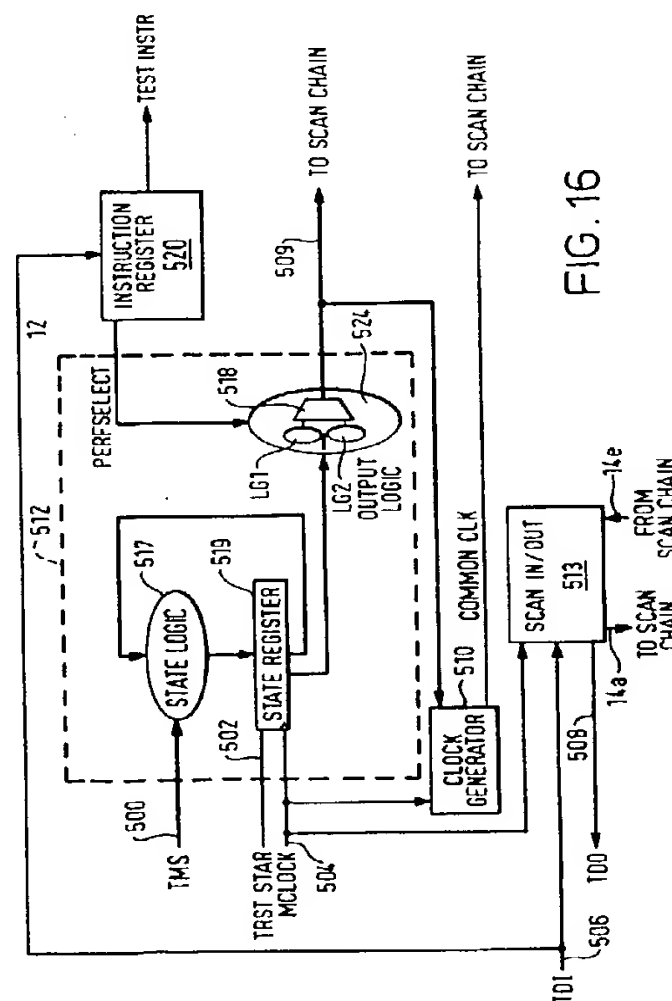 12
INSTRUCTION
REGISTER
520
TEST INSTR
512
PERFSELECT
517
STATE LOGIC
518
509
TO SCAN CHAIN
500
TMS
519
STATE REGISTER
LG1
LG2
OUTPUT
LOGIC
524
502
TRST STAR
MCLOCK
504
510
CLOCK
GENERATOR
COMMON CLK
TO SCAN CHAIN
SCAN IN/OUT
513
TDI
506
TDO
508
14a
TO SCAN
CHAIN
14e
FROM
SCAN CHAIN
FIG. 16